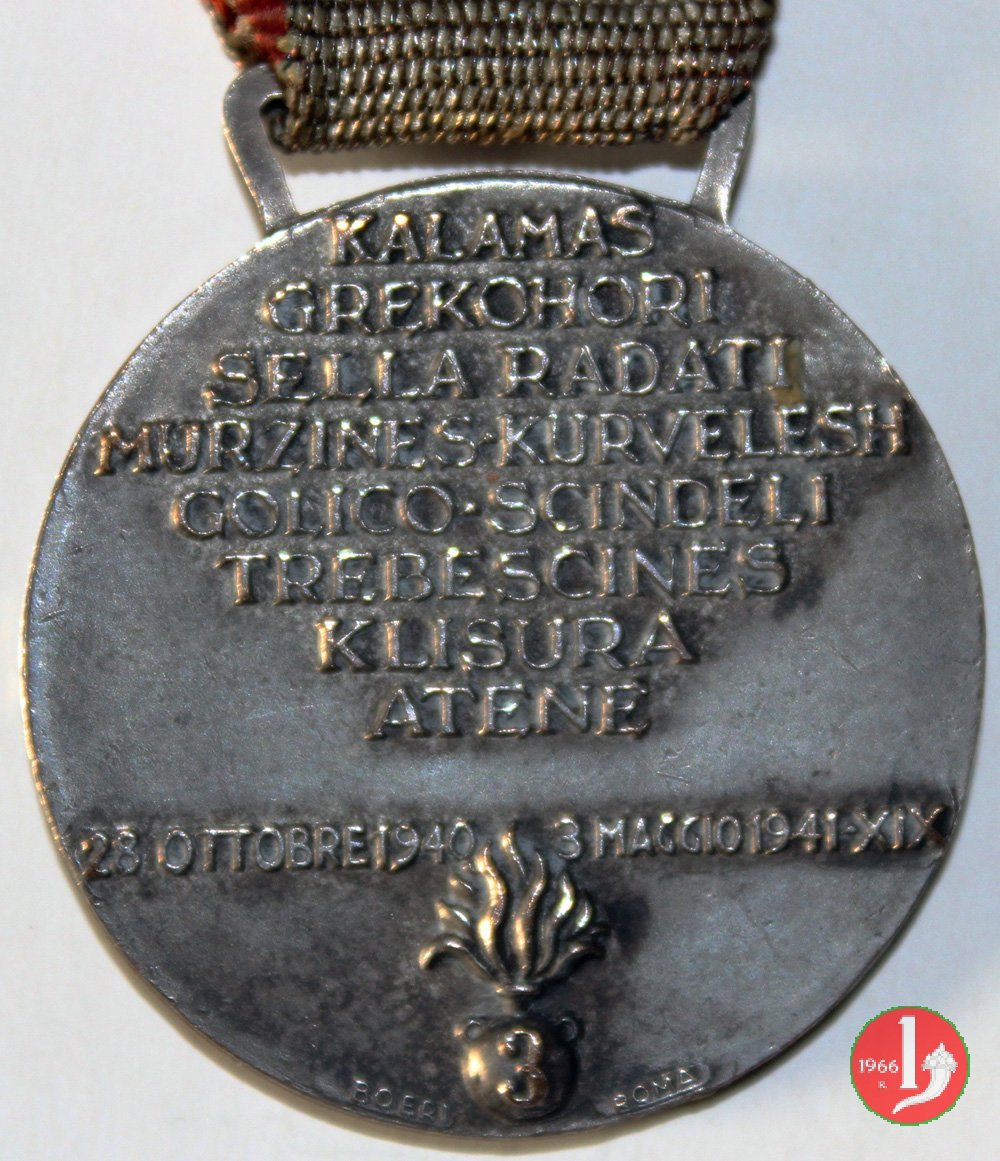 KALAMAS
GREKOHORI
SELLA RADATI
MURZINES·KURVELESH
GOLICO·SCINDELI
TREBESCINES
KLISURA
ATENE
28 OTTOBRE 1940 3 MAGGIO 1941·XIX
3
BOERI ROMA
1966
R